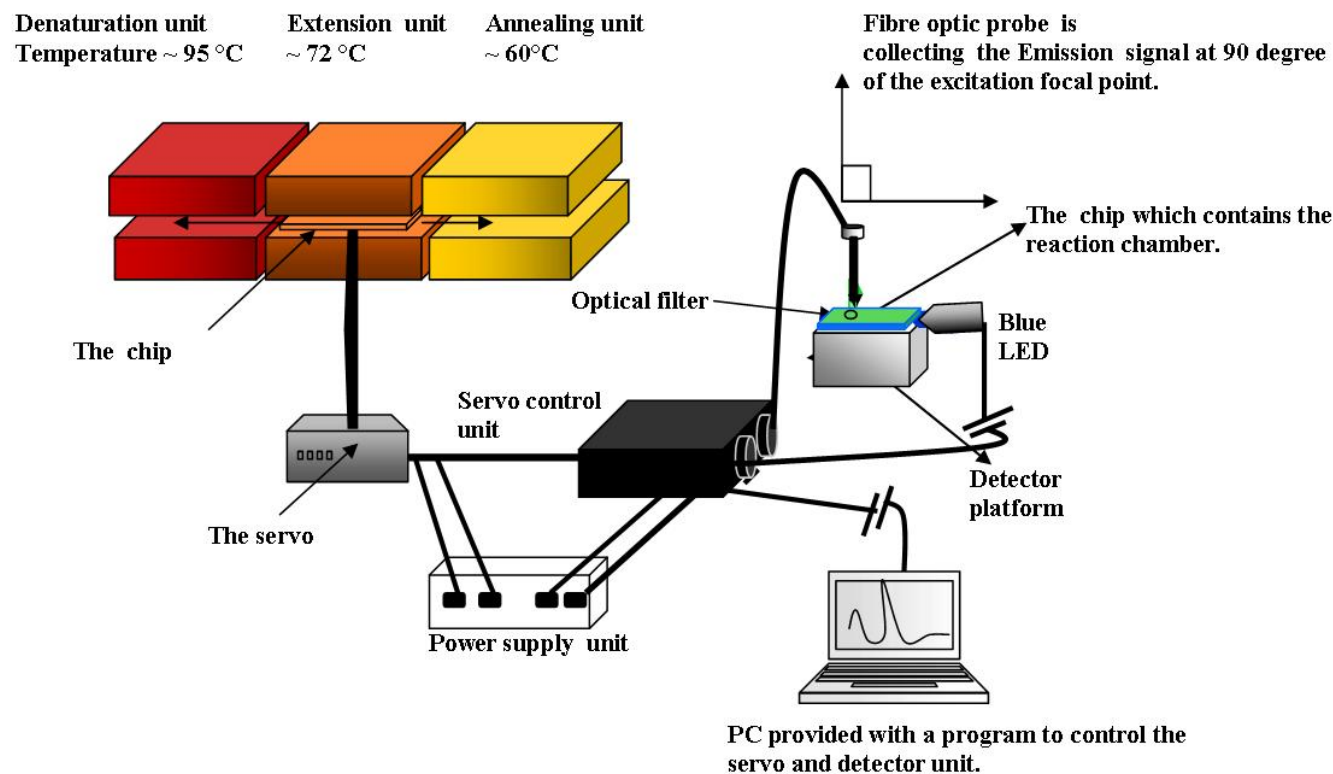 Denaturation unit
Temperature ~ 95 °C
Extension unit
~ 72 °C
Annealing unit
~ 60°C
Fibre optic probe is
collecting the Emission signal at 90 degree
of the excitation focal point.
The chip which contains the
reaction chamber.
Optical filter
Blue
LED
The chip
Servo control
unit
Detector
platform
The servo
Power supply unit
PC provided with a program to control the
servo and detector unit.